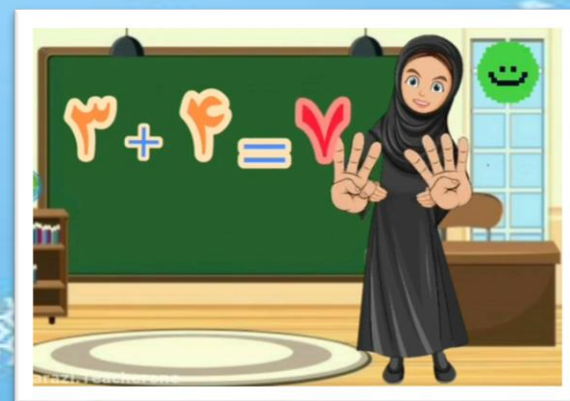 ۳ + ۴ = ۷